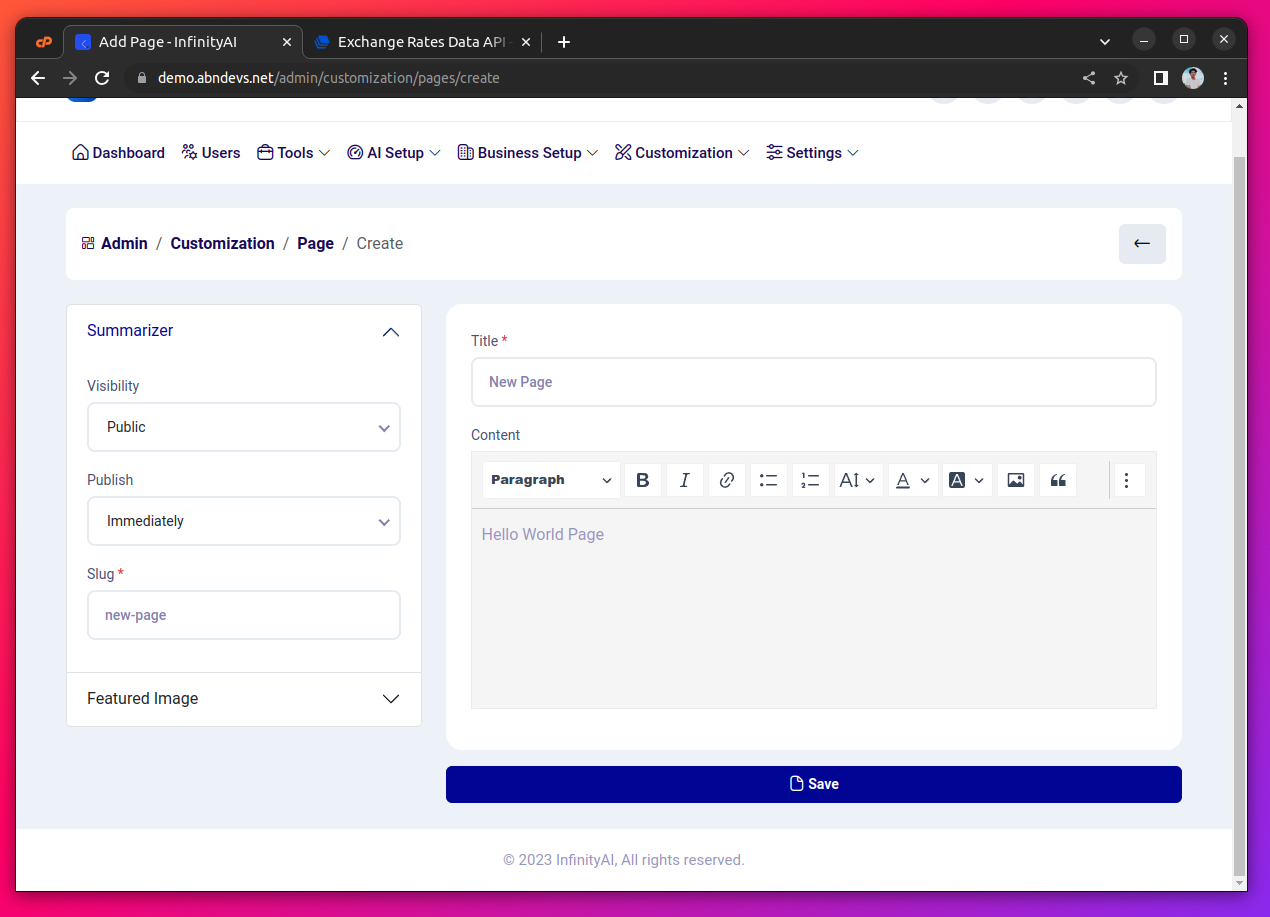 Add Page - InfinityAI
Exchange Rates Data API
demo.abndevs.net/admin/customization/pages/create
Dashboard Users Tools AI Setup Business Setup Customization Settings
Admin / Customization / Page / Create
Summarizer
Visibility
Public
Publish
Immediately
Slug *
new-page
Featured Image
Title *
New Page
Content
Paragraph B I A A
Hello World Page
Save
© 2023 InfinityAI, All rights reserved.